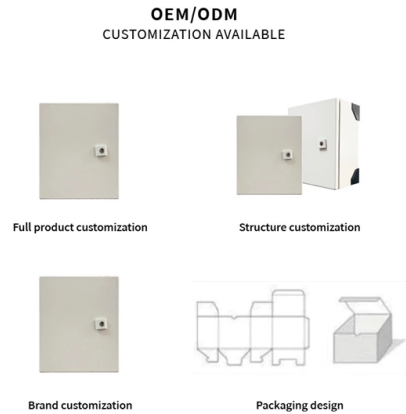 OEM/ODM
CUSTOMIZATION AVAILABLE
Full product customization
Structure customization
Brand customization
Packaging design